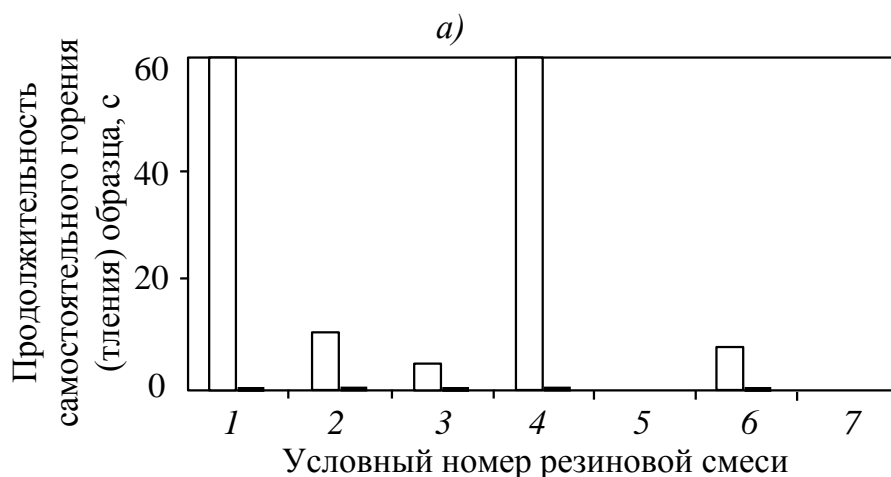 а)
Продолжительность
самостоятельного горения
(тления) образца, с
60
40
20
0
1 2 3 4 5 6 7
Условный номер резиновой смеси